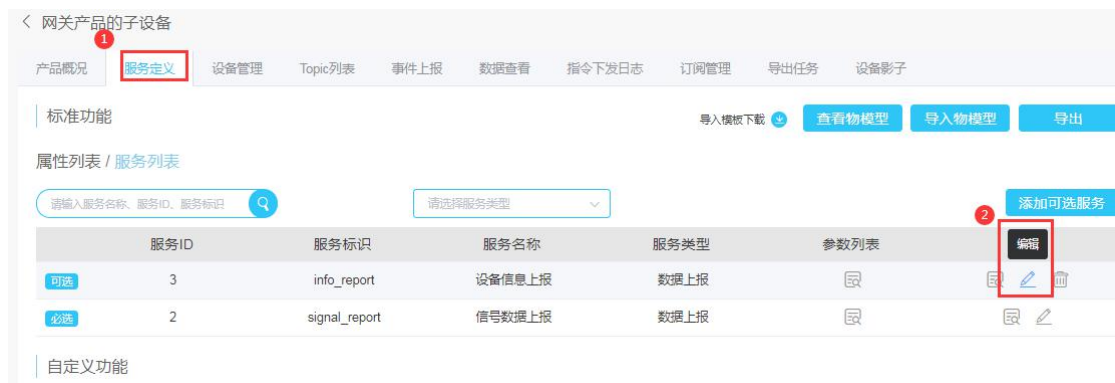 网关产品的子设备
1
产品概况 服务定义 设备管理 Topic列表 事件上报 数据查看 指令下发日志 订阅管理 导出任务 设备影子
标准功能 导入模板下载 查看物模型 导入物模型 导出
属性列表 / 服务列表
请输入服务名称、服务ID、服务标识 请选择服务类型 添加可选服务
2
服务ID 服务标识 服务名称 服务类型 参数列表 编辑
可选 3 info_report 设备信息上报 数据上报
必选 2 signal_report 信号数据上报 数据上报
自定义功能